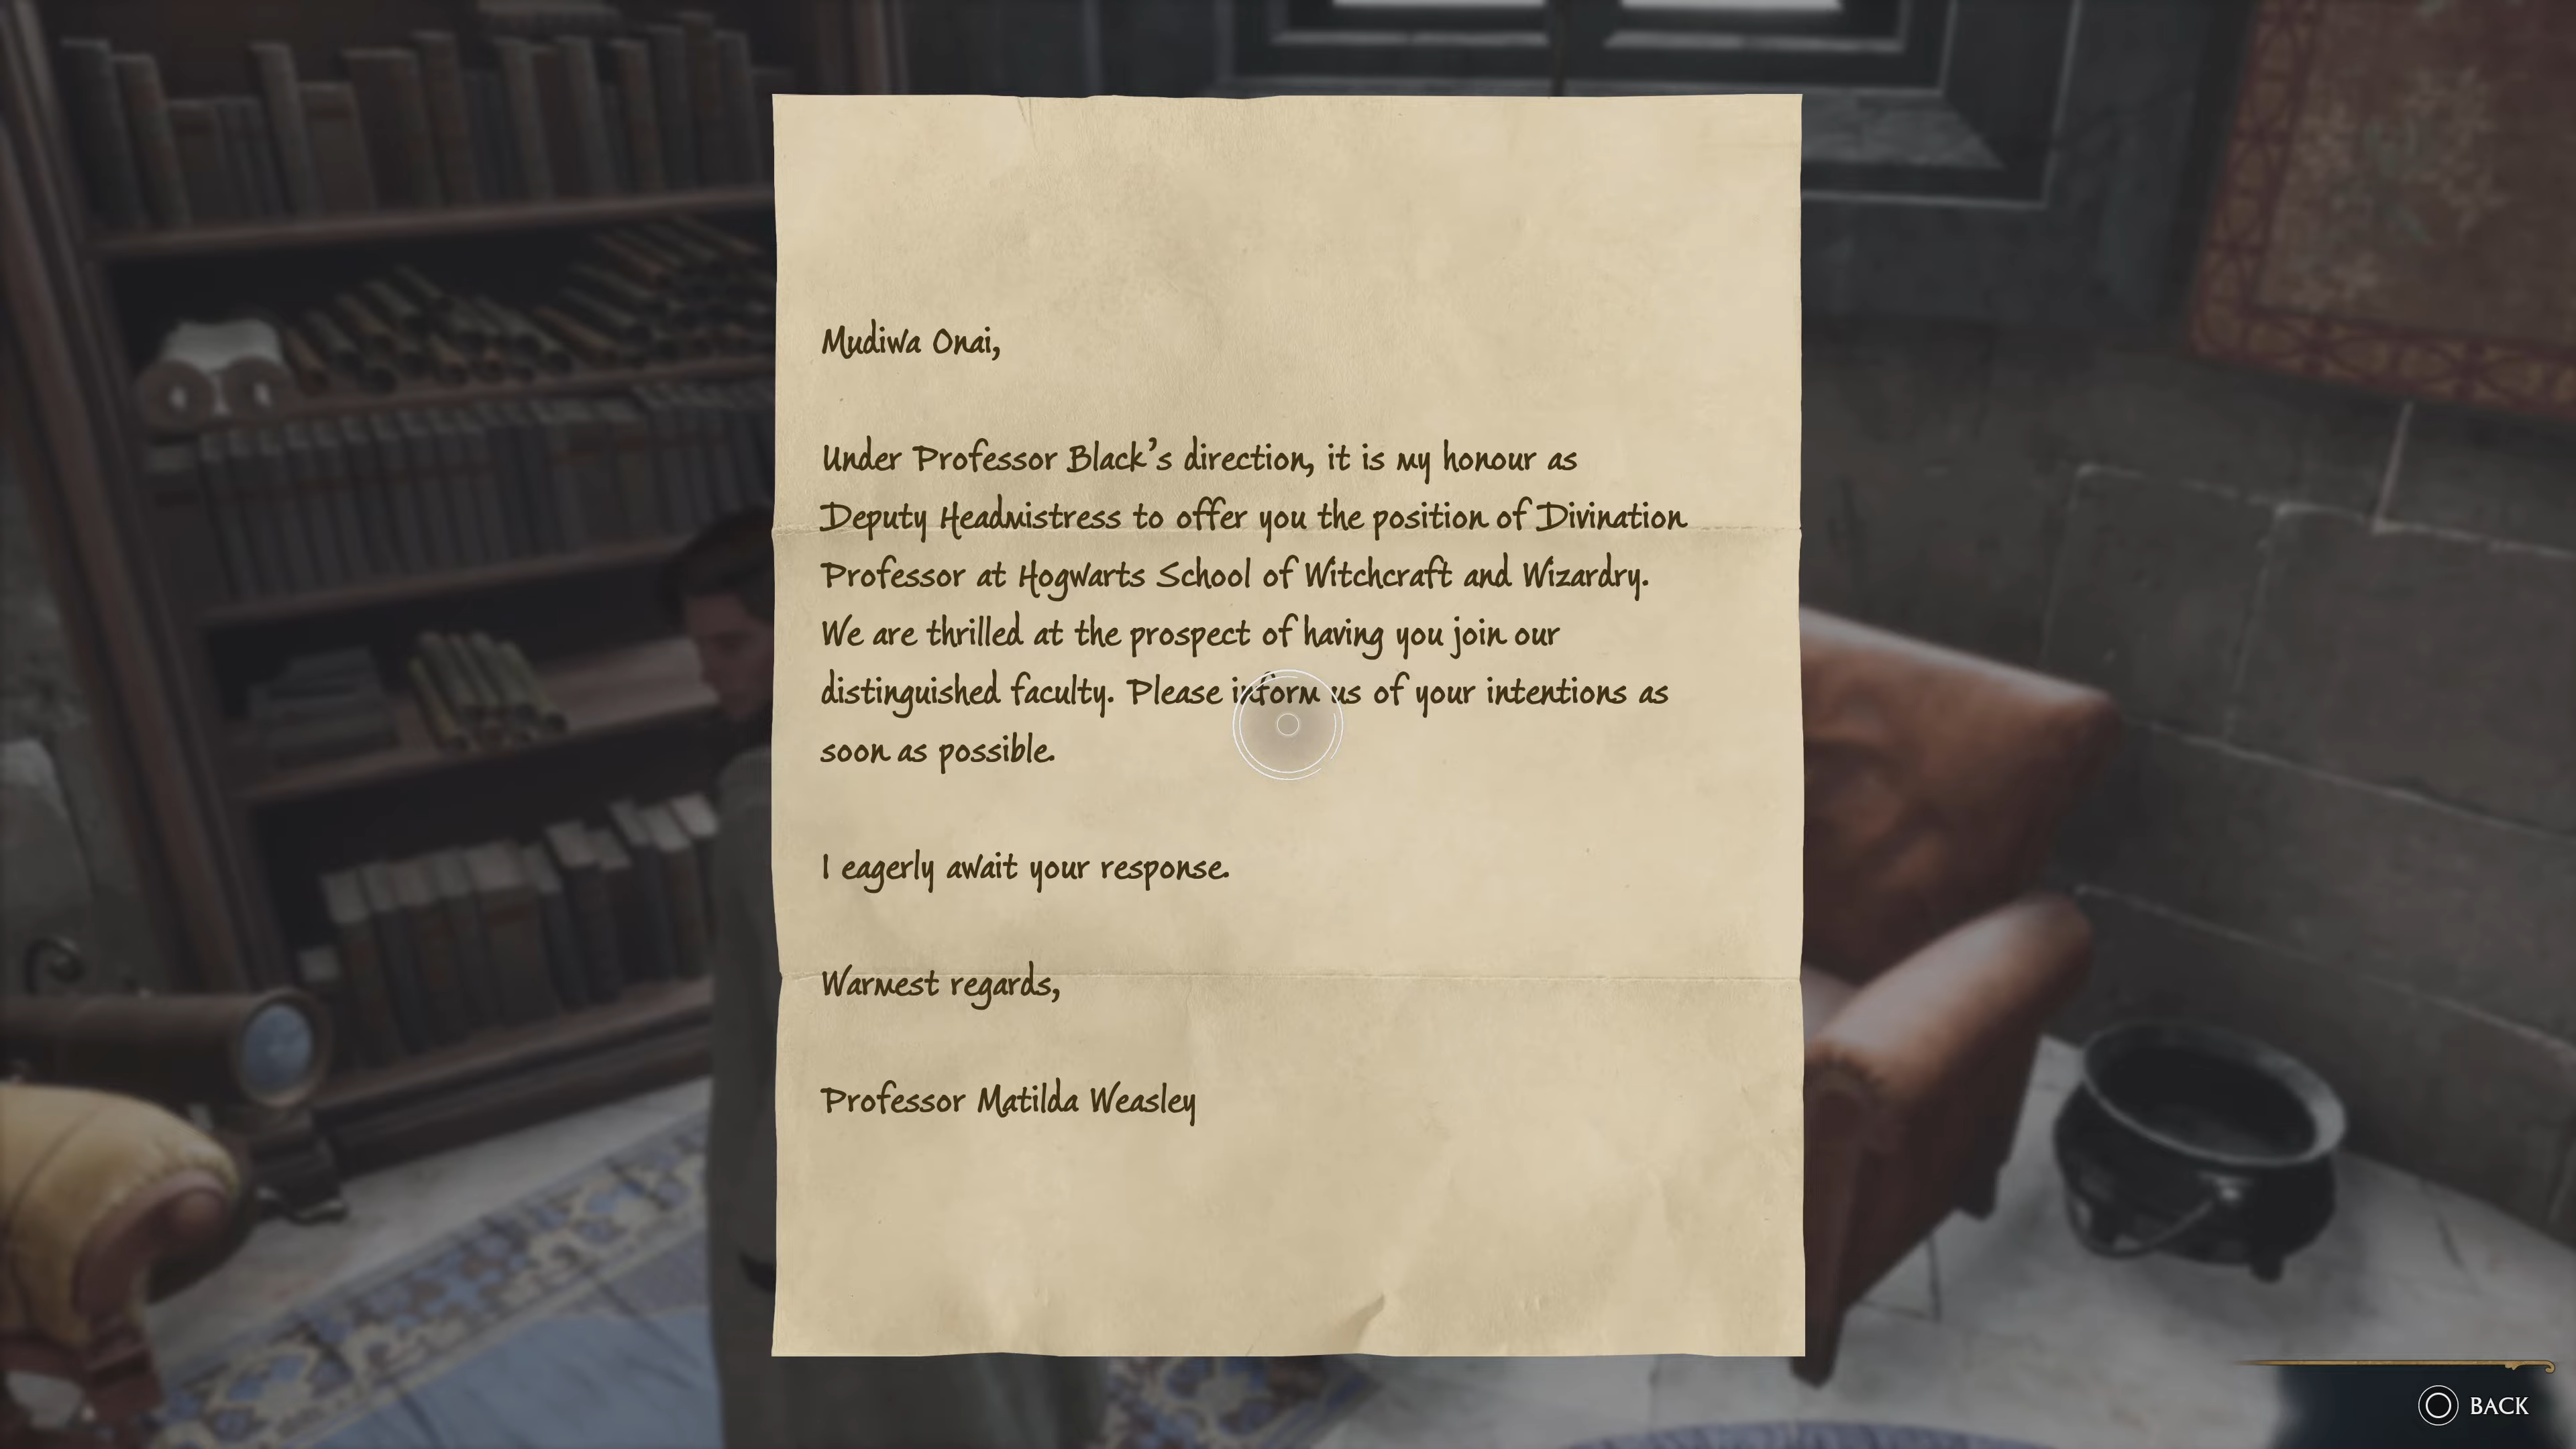 Mudiwa Onai,
Under Professor Black's direction, it is my honour as
Deputy Headmistress to offer you the position of Divination
Professor at Hogwarts School of Witchcraft and Wizardry.
We are thrilled at the prospect of having you join our
distinguished faculty. Please inform us of your intentions as
soon as possible.
I eagerly await your response.
Warmest regards,
Professor Matilda Weasley
BACK